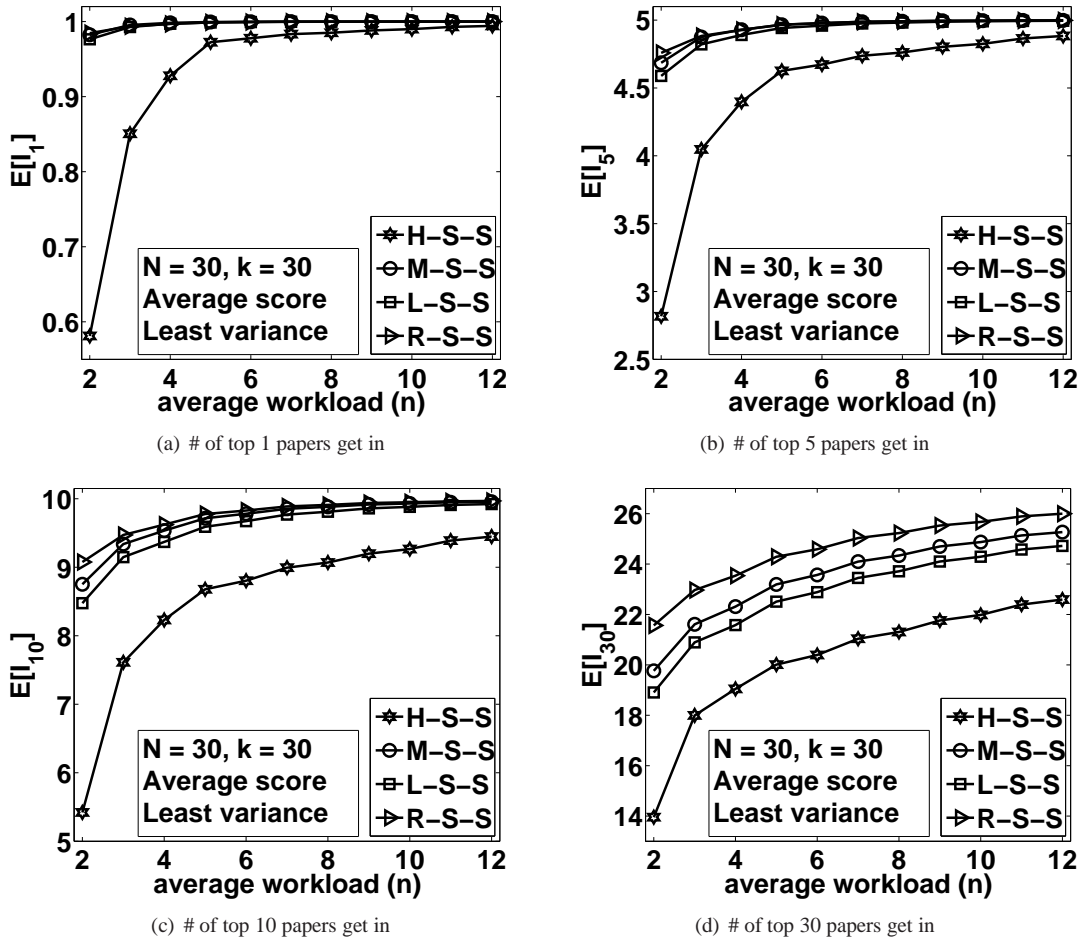 1
0.9
0.8
0.7
0.6
E[I_1]
N = 30, k = 30
Average score
Least variance
H-S-S
M-S-S
L-S-S
R-S-S
2 4 6 8 10 12
average workload (n)
(a) # of top 1 papers get in
5
4.5
4
3.5
3
2.5
E[I_5]
N = 30, k = 30
Average score
Least variance
H-S-S
M-S-S
L-S-S
R-S-S
2 4 6 8 10 12
average workload (n)
(b) # of top 5 papers get in
10
9
8
7
6
5
E[I_10]
N = 30, k = 30
Average score
Least variance
H-S-S
M-S-S
L-S-S
R-S-S
2 4 6 8 10 12
average workload (n)
(c) # of top 10 papers get in
26
24
22
20
18
16
14
E[I_30]
N = 30, k = 30
Average score
Least variance
H-S-S
M-S-S
L-S-S
R-S-S
2 4 6 8 10 12
average workload (n)
(d) # of top 30 papers get in